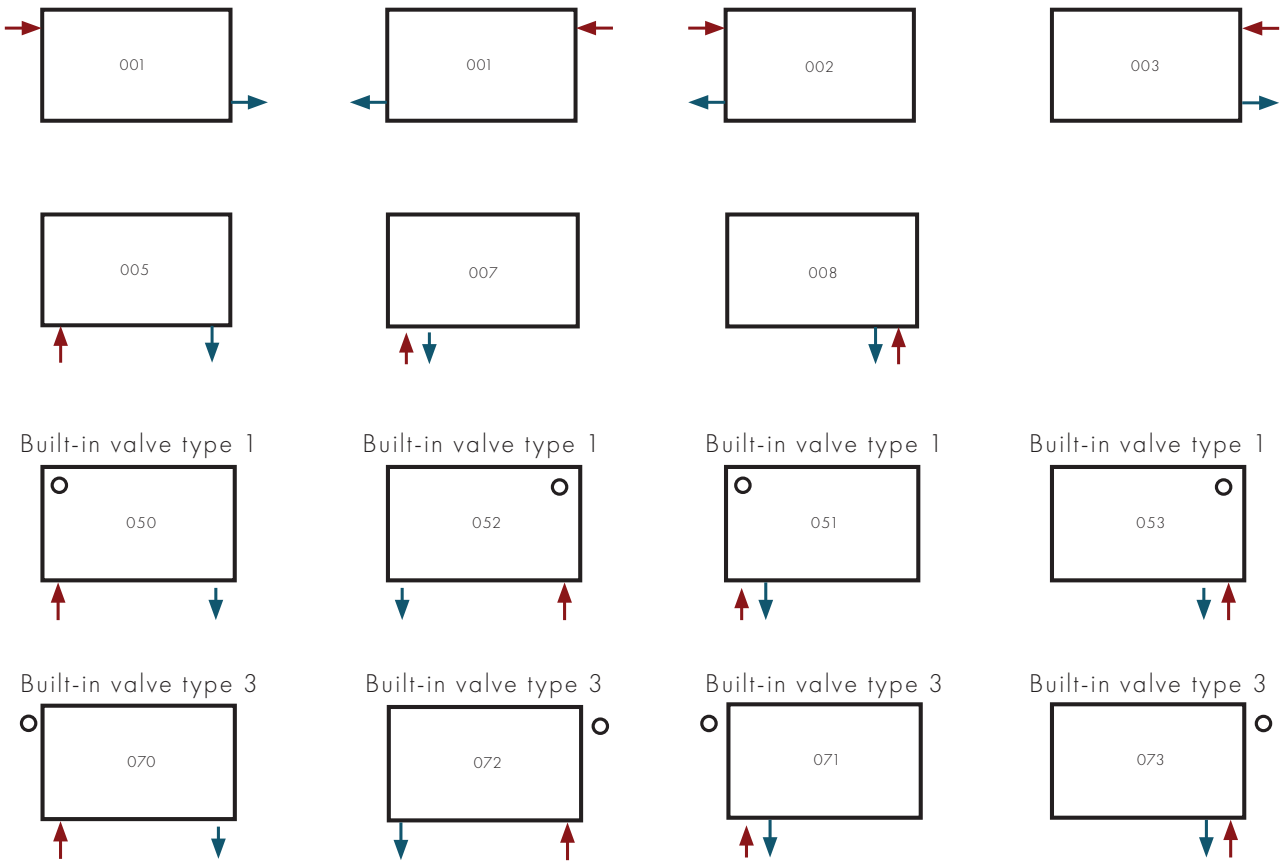 001
001
002
003
005
007
008
Built-in valve type 1
Built-in valve type 1
Built-in valve type 1
Built-in valve type 1
050
052
051
053
Built-in valve type 3
Built-in valve type 3
Built-in valve type 3
Built-in valve type 3
070
072
071
073